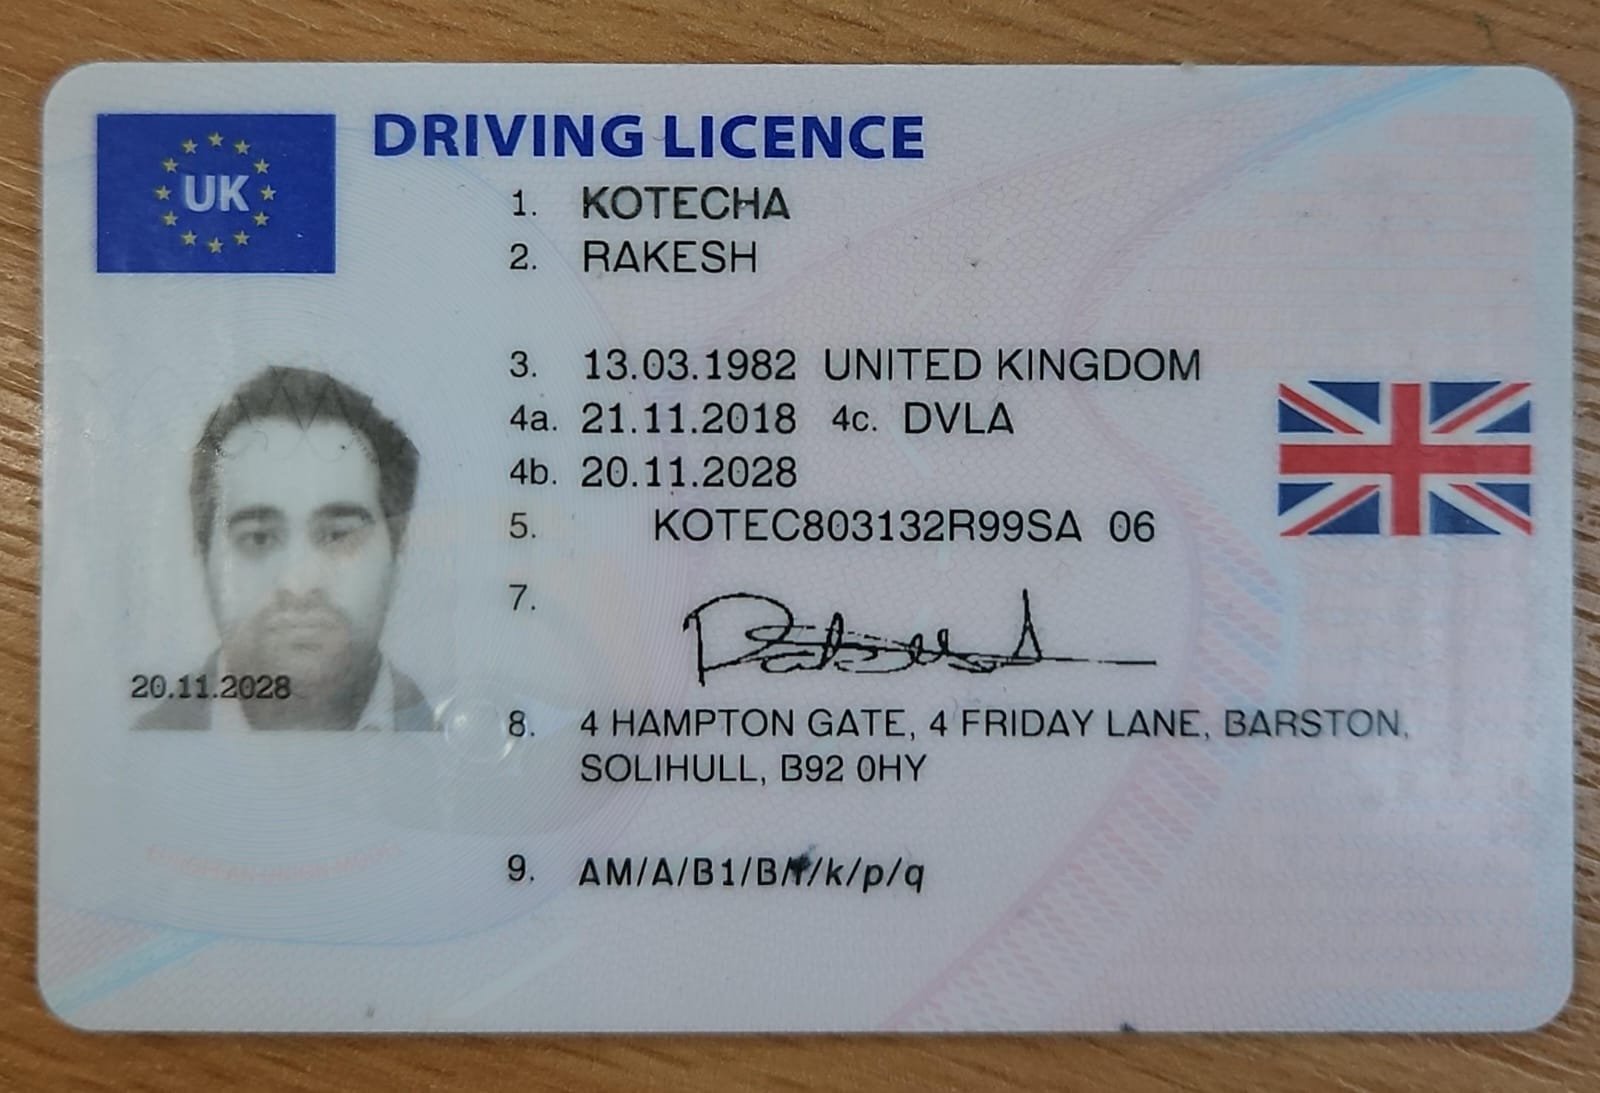 UK
DRIVING LICENCE
1. KOTECHA
2. RAKESH
3. 13.03.1982 UNITED KINGDOM
4a. 21.11.2018 4c. DVLA
4b. 20.11.2028
5. KOTEC803132R99SA 06
7.
20.11.2028
8. 4 HAMPTON GATE, 4 FRIDAY LANE, BARSTON,
SOLIHULL, B92 0HY
9. AM/A/B1/B/f/k/p/q